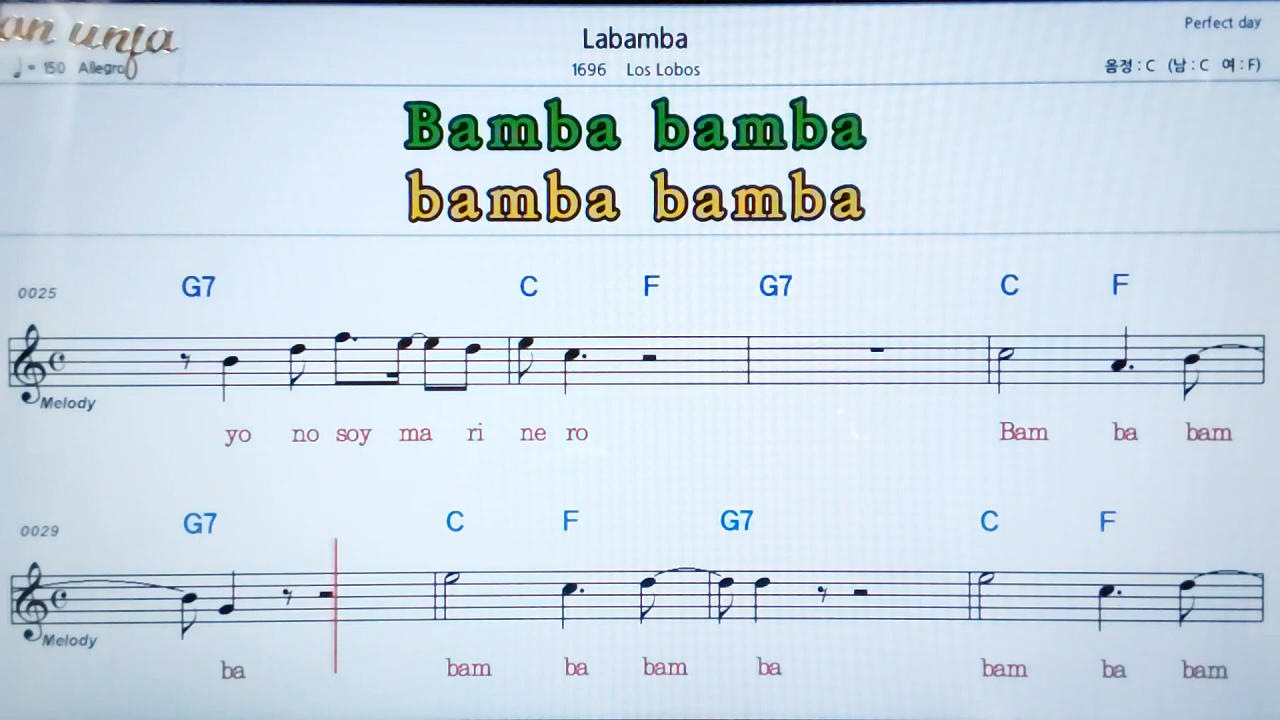 Labamba
Perfect day
♩ = 150 Allegro
1696 Los Lobos
음정 : C (남 : C 여 : F)
Bamba bamba
bamba bamba
0025 G7 C F G7 C F
Melody
yo no soy ma ri ne ro Bam ba bam
0029 G7 C F G7 C F
Melody
ba bam ba bam ba bam ba bam